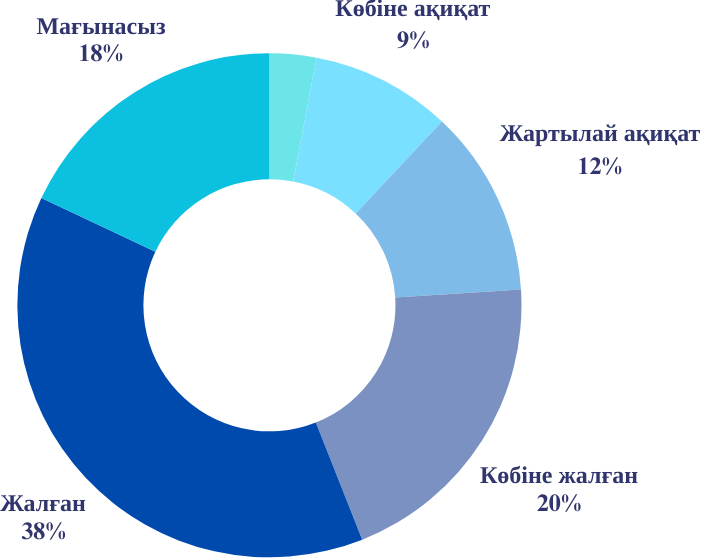 Көбіне ақиқат
9%
Мағынасыз
18%
Жартылай ақиқат
12%
Көбіне жалған
20%
Жалған
38%